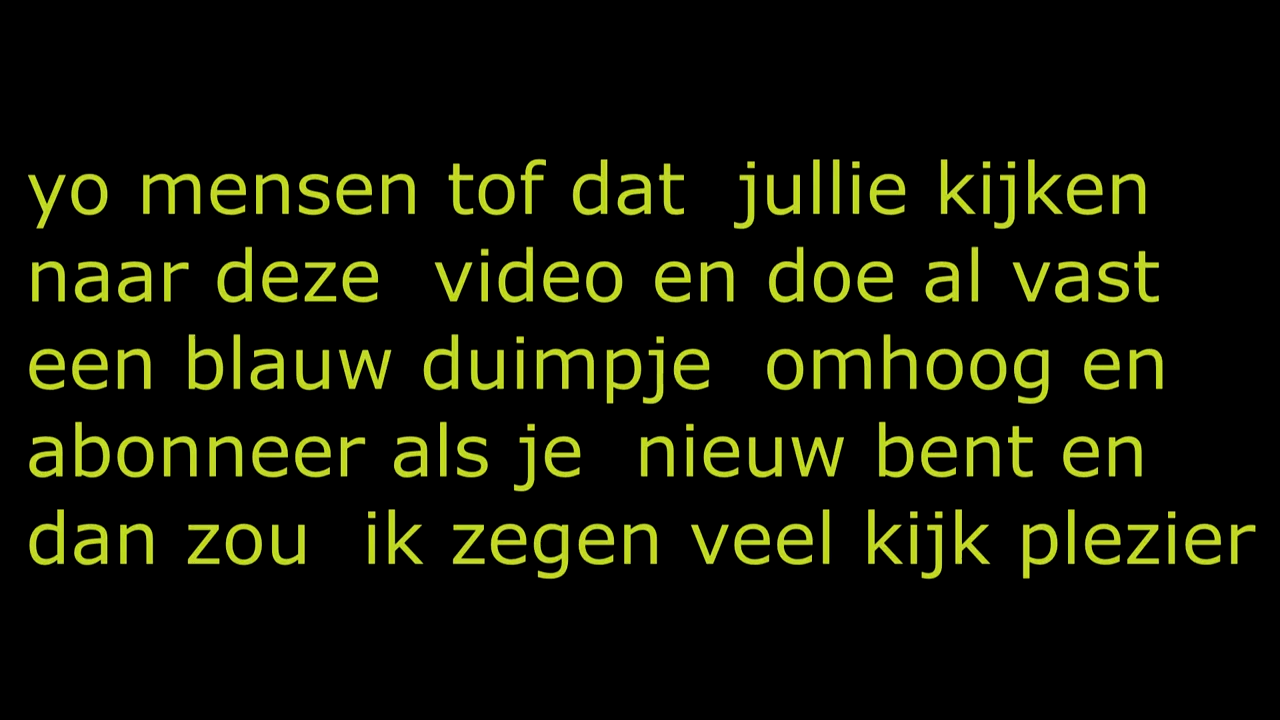 yo mensen tof dat  jullie kijken
naar deze  video en doe al vast
een blauw duimpje  omhoog en
abonneer als je  nieuw bent en
dan zou  ik zegen veel kijk plezier